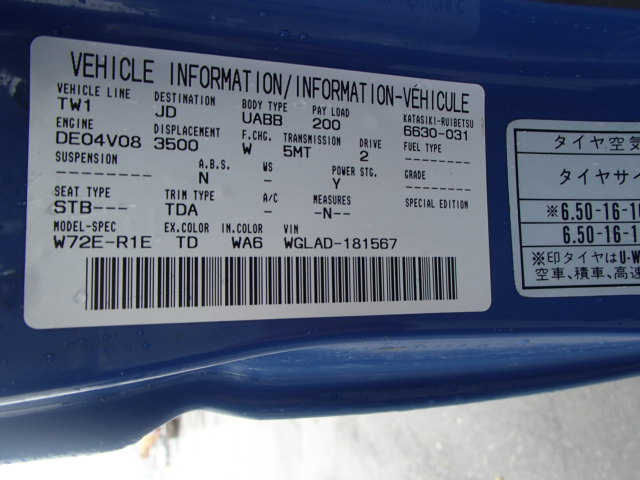 VEHICLE INFORMATION/INFORMATION-VÉHICULE
VEHICLE LINE DESTINATION BODY TYPE PAY LOAD KATASIKI-RUIBETSU
TW1 JD UABB 200 6630-031
ENGINE DISPLACEMENT F.CHG. TRANSMISSION DRIVE FUEL TYPE
DE04V08 3500 W 5MT 2 ----
SUSPENSION A.B.S. WS POWER STG. GRADE
---- N - Y ----
SEAT TYPE TRIM TYPE A/C MEASURES SPECIAL EDITION
STB--- TDA - -N--
MODEL-SPEC EX.COLOR IN.COLOR VIN
W72E-R1E TD WA6 WGLAD-181567
タイヤ空気
タイヤサイ
※6.50-16-10
6.50-16-1
※印タイヤはU-W
空車、積車、高速